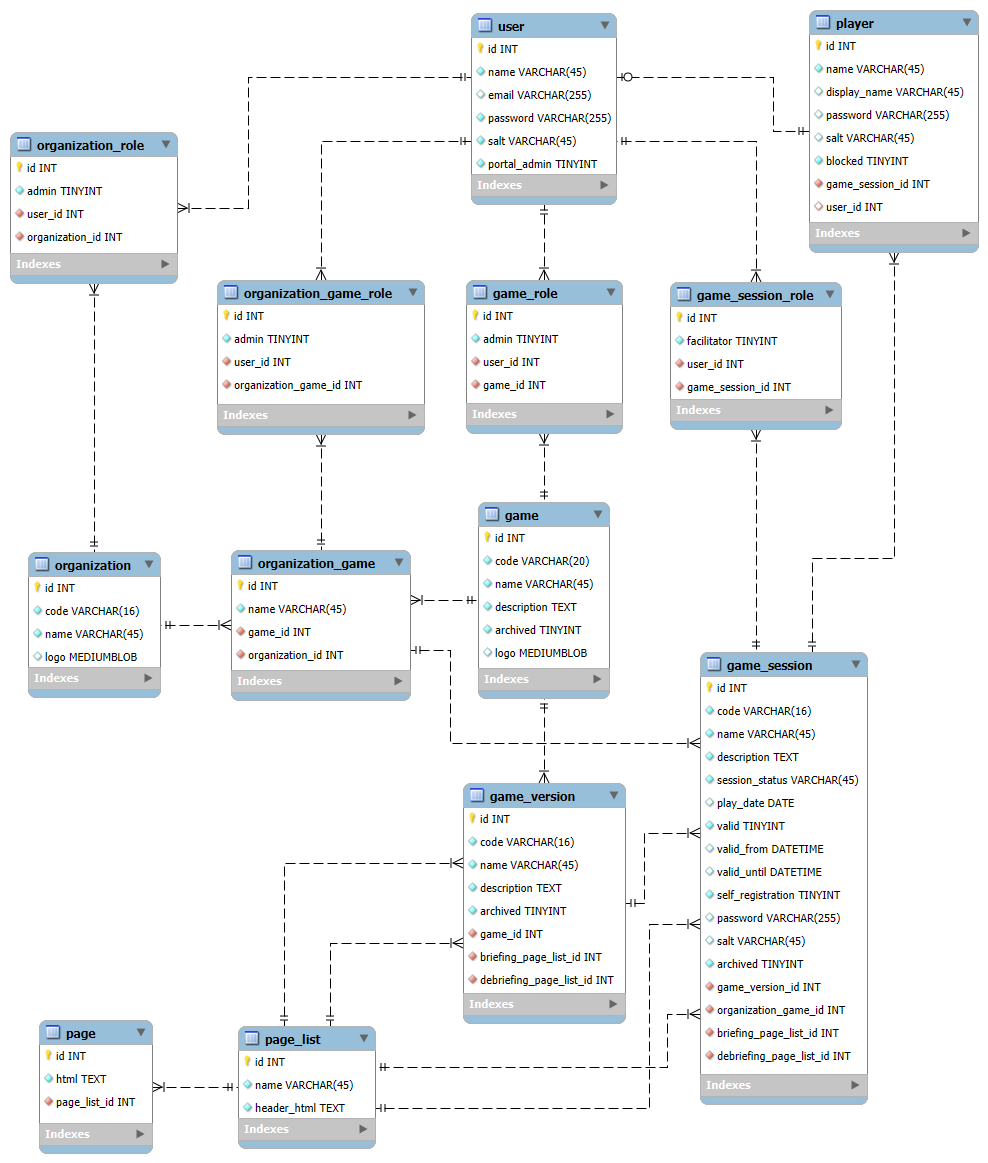 user
id INT
name VARCHAR(45)
email VARCHAR(255)
password VARCHAR(255)
salt VARCHAR(45)
portal_admin TINYINT
Indexes
player
id INT
name VARCHAR(45)
display_name VARCHAR(45)
password VARCHAR(255)
salt VARCHAR(45)
blocked TINYINT
game_session_id INT
user_id INT
Indexes
organization_role
id INT
admin TINYINT
user_id INT
organization_id INT
Indexes
organization_game_role
id INT
admin TINYINT
user_id INT
organization_game_id INT
Indexes
game_role
id INT
admin TINYINT
user_id INT
game_id INT
Indexes
game_session_role
id INT
facilitator TINYINT
user_id INT
game_session_id INT
Indexes
organization
id INT
code VARCHAR(16)
name VARCHAR(45)
logo MEDIUMBLOB
Indexes
organization_game
id INT
name VARCHAR(45)
game_id INT
organization_id INT
Indexes
game
id INT
code VARCHAR(20)
name VARCHAR(45)
description TEXT
archived TINYINT
logo MEDIUMBLOB
Indexes
game_session
id INT
code VARCHAR(16)
name VARCHAR(45)
description TEXT
session_status VARCHAR(45)
play_date DATE
valid TINYINT
valid_from DATETIME
valid_until DATETIME
self_registration TINYINT
password VARCHAR(255)
salt VARCHAR(45)
archived TINYINT
game_version_id INT
organization_game_id INT
briefing_page_list_id INT
debriefing_page_list_id INT
Indexes
game_version
id INT
code VARCHAR(16)
name VARCHAR(45)
description TEXT
archived TINYINT
game_id INT
briefing_page_list_id INT
debriefing_page_list_id INT
Indexes
page
id INT
html TEXT
page_list_id INT
Indexes
page_list
id INT
name VARCHAR(45)
header_html TEXT
Indexes